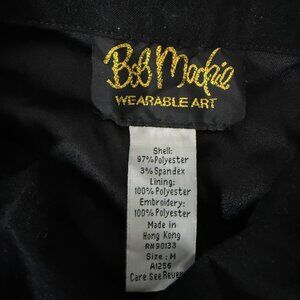 Bob Mackie
WEARABLE ART
Shell:
97% Polyester
3% Spandex
Lining:
100% Polyester
Embroidery:
100% Polyester
Made in
Hong Kong
RN90133
Size: M
A1256
Care See Rever